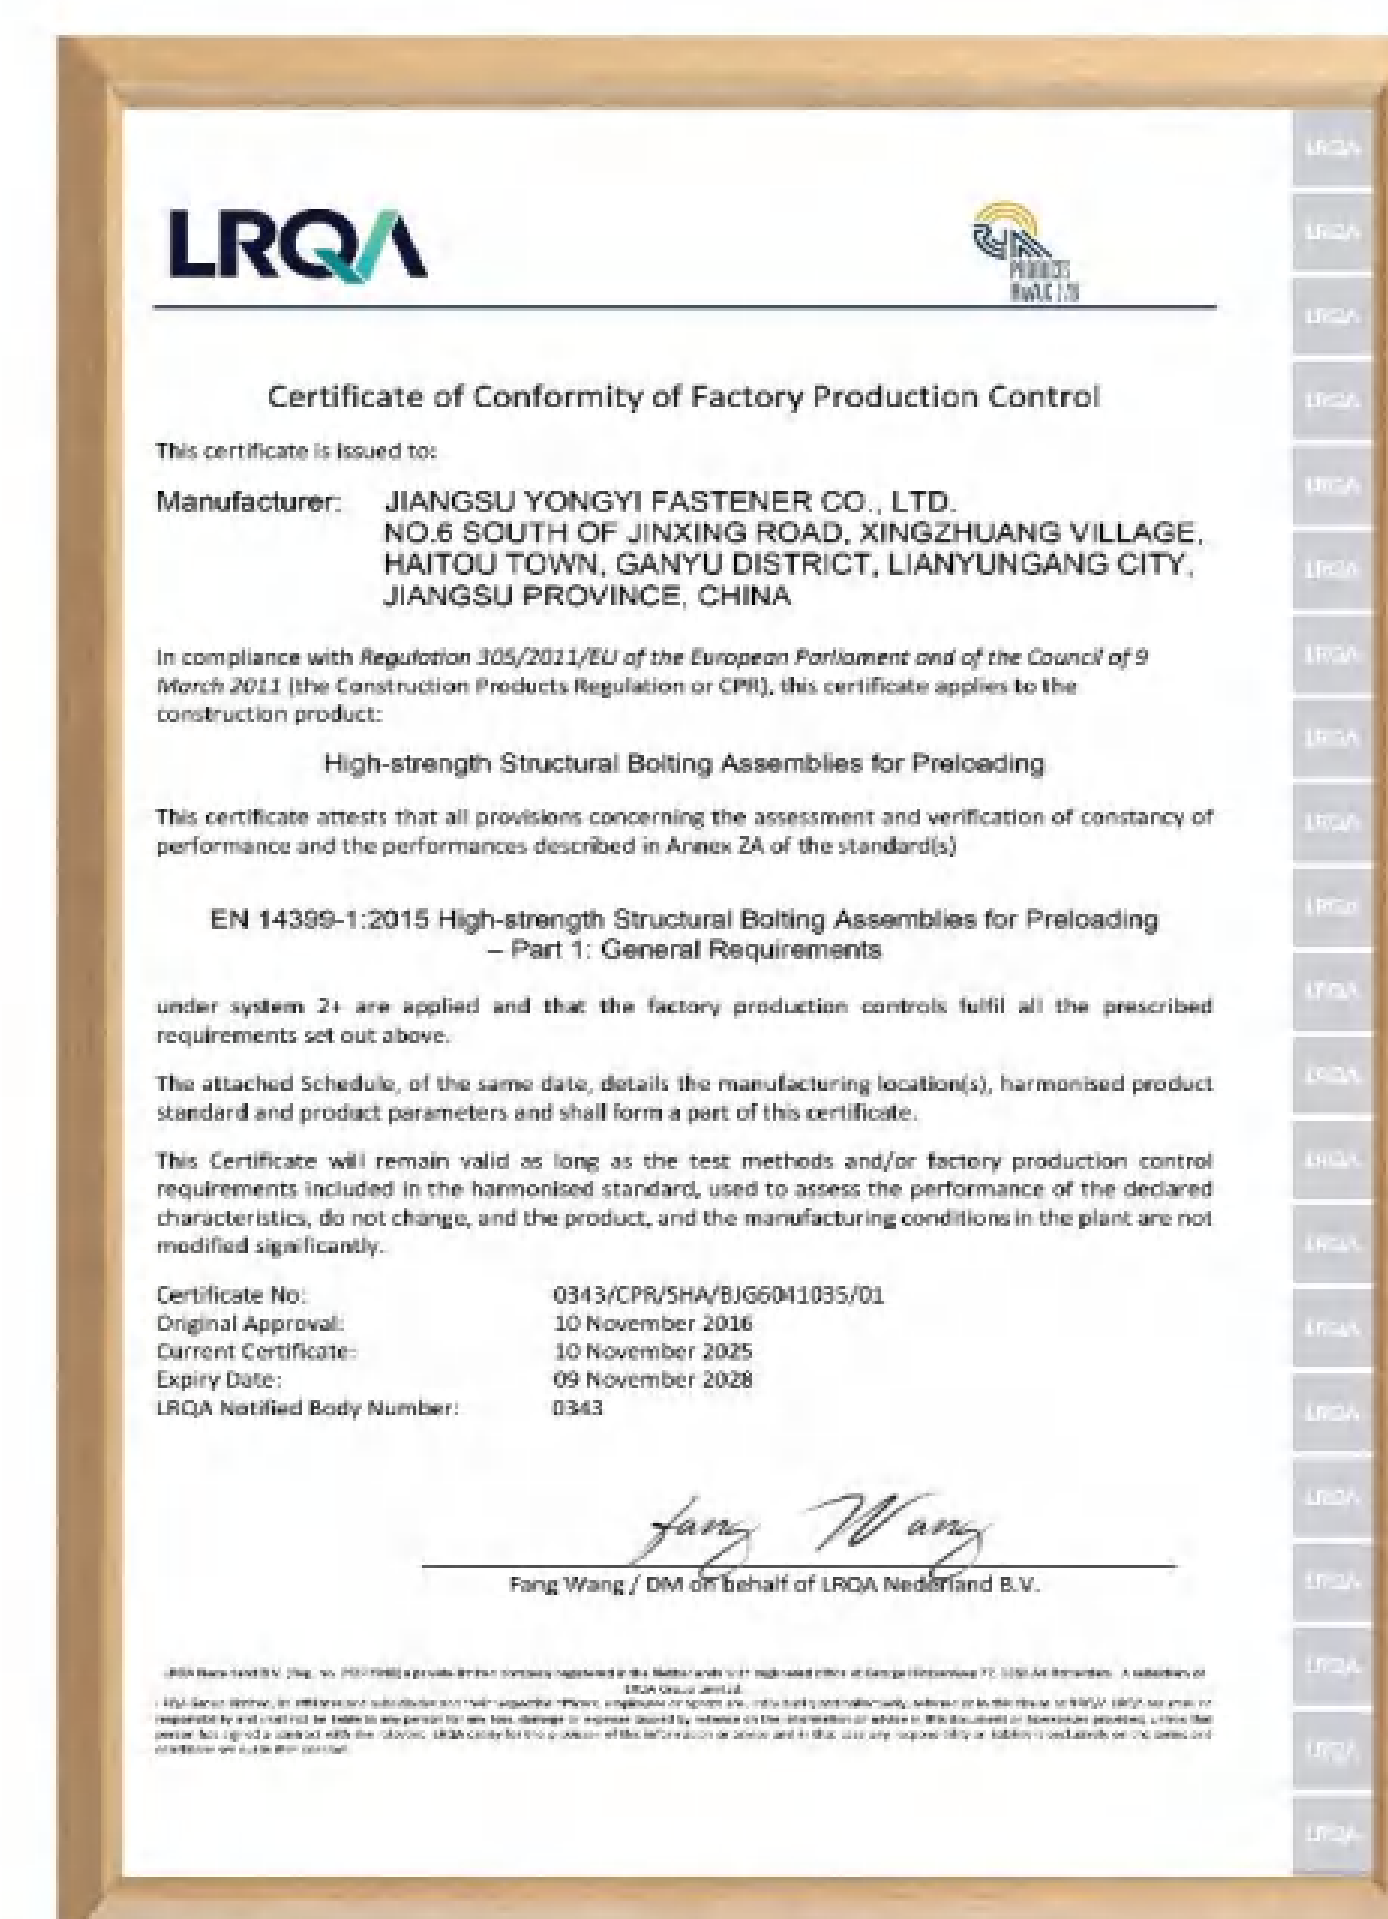 LRQA
PRODUCTS
Certificate of Conformity of Factory Production Control
This certificate is issued to:
Manufacturer: JIANGSU YONGYI FASTENER CO., LTD.
NO.6 SOUTH OF JINXING ROAD, XINGZHUANG VILLAGE,
HAITOU TOWN, GANYU DISTRICT, LIANYUNGANG CITY,
JIANGSU PROVINCE, CHINA
In compliance with Regulation 305/2011/EU of the European Parliament and of the Council of 9
March 2011 (the Construction Products Regulation or CPR), this certificate applies to the
construction product:
High-strength Structural Bolting Assemblies for Preloading
This certificate attests that all provisions concerning the assessment and verification of constancy of
performance and the performances described in Annex ZA of the standard(s)
EN 14399-1:2015 High-strength Structural Bolting Assemblies for Preloading
– Part 1: General Requirements
under system 2+ are applied and that the factory production controls fulfil all the prescribed
requirements set out above.
The attached Schedule, of the same date, details the manufacturing location(s), harmonised product
standard and product parameters and shall form a part of this certificate.
This Certificate will remain valid as long as the test methods and/or factory production control
requirements included in the harmonised standard, used to assess the performance of the declared
characteristics, do not change, and the product, and the manufacturing conditions in the plant are not
modified significantly.
Certificate No: 0343/CPR/SHA/BJG6041035/01
Original Approval: 10 November 2016
Current Certificate: 10 November 2025
Expiry Date: 09 November 2028
LRQA Notified Body Number: 0343
Fang Wang
Fang Wang / DM on behalf of LRQA Nederland B.V.